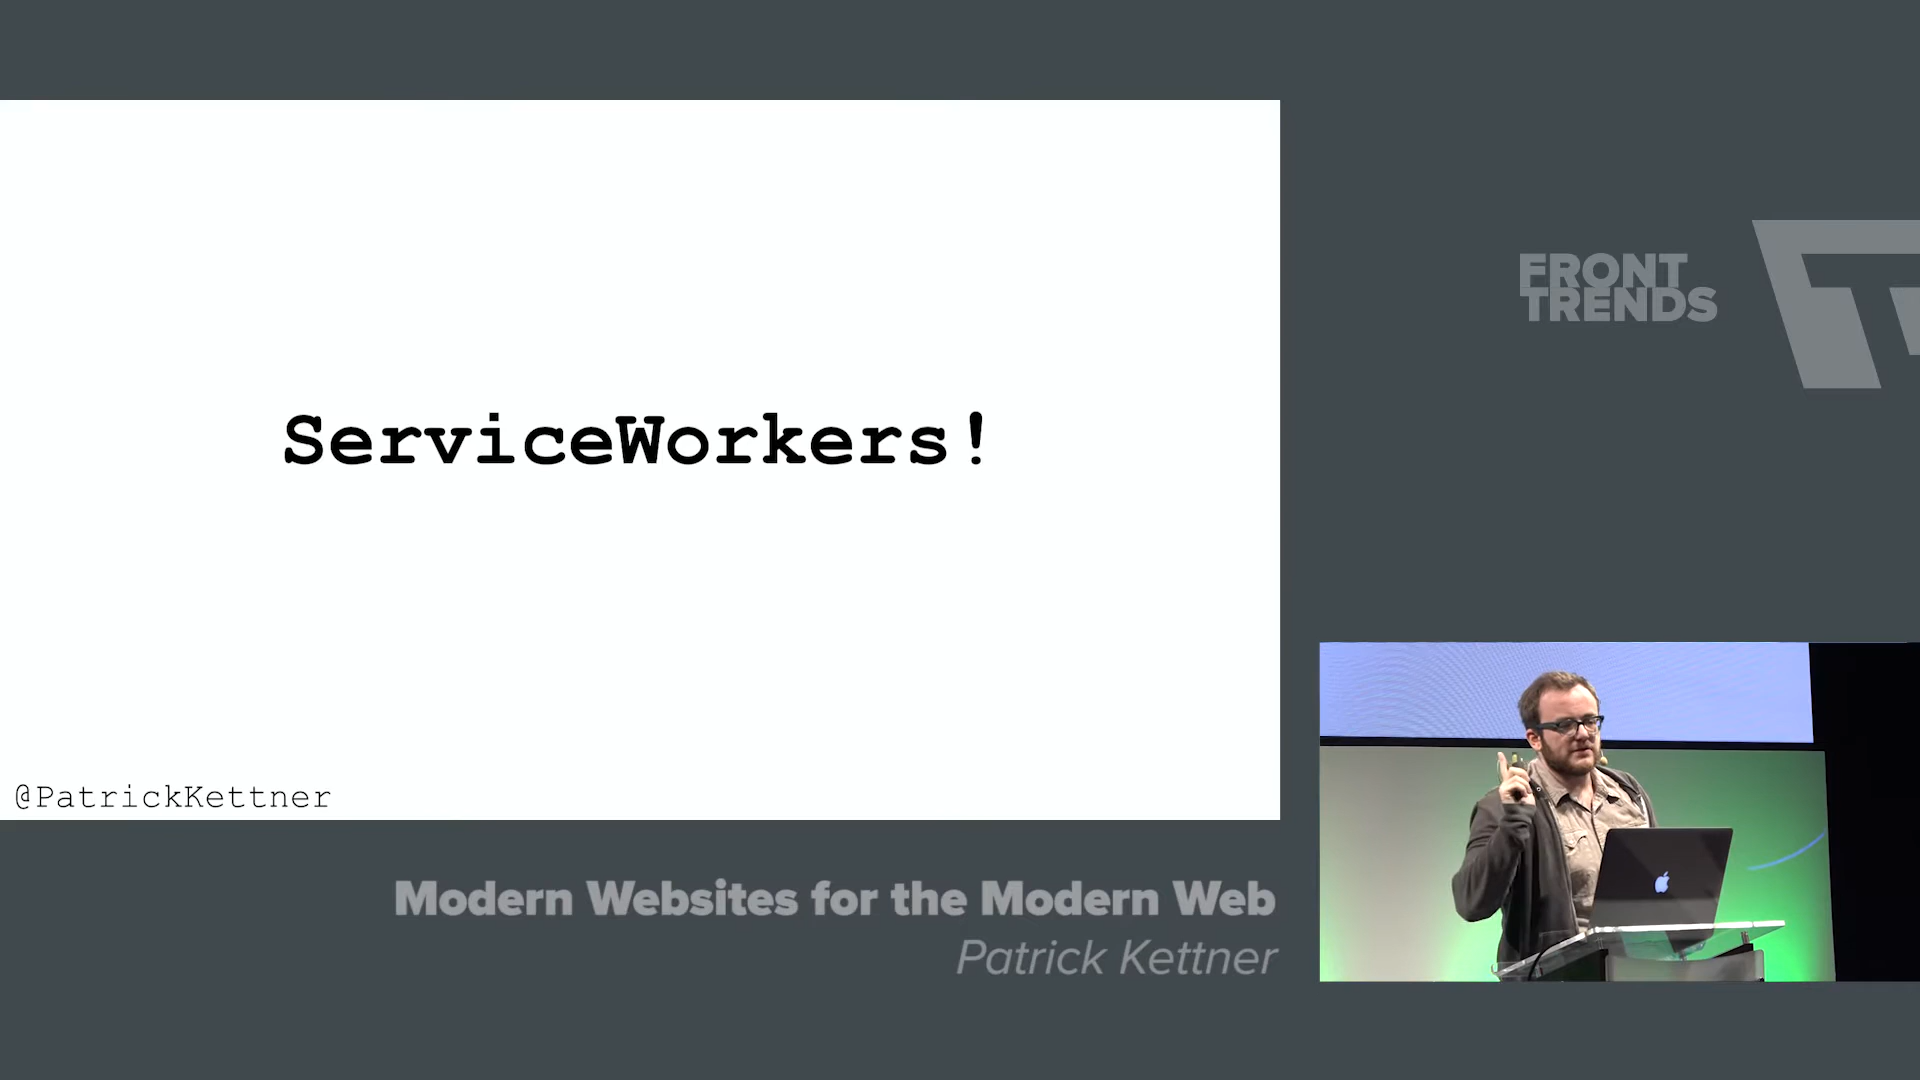 ServiceWorkers!
@PatrickKettner
FRONT
TRENDS
Modern Websites for the Modern Web
Patrick Kettner